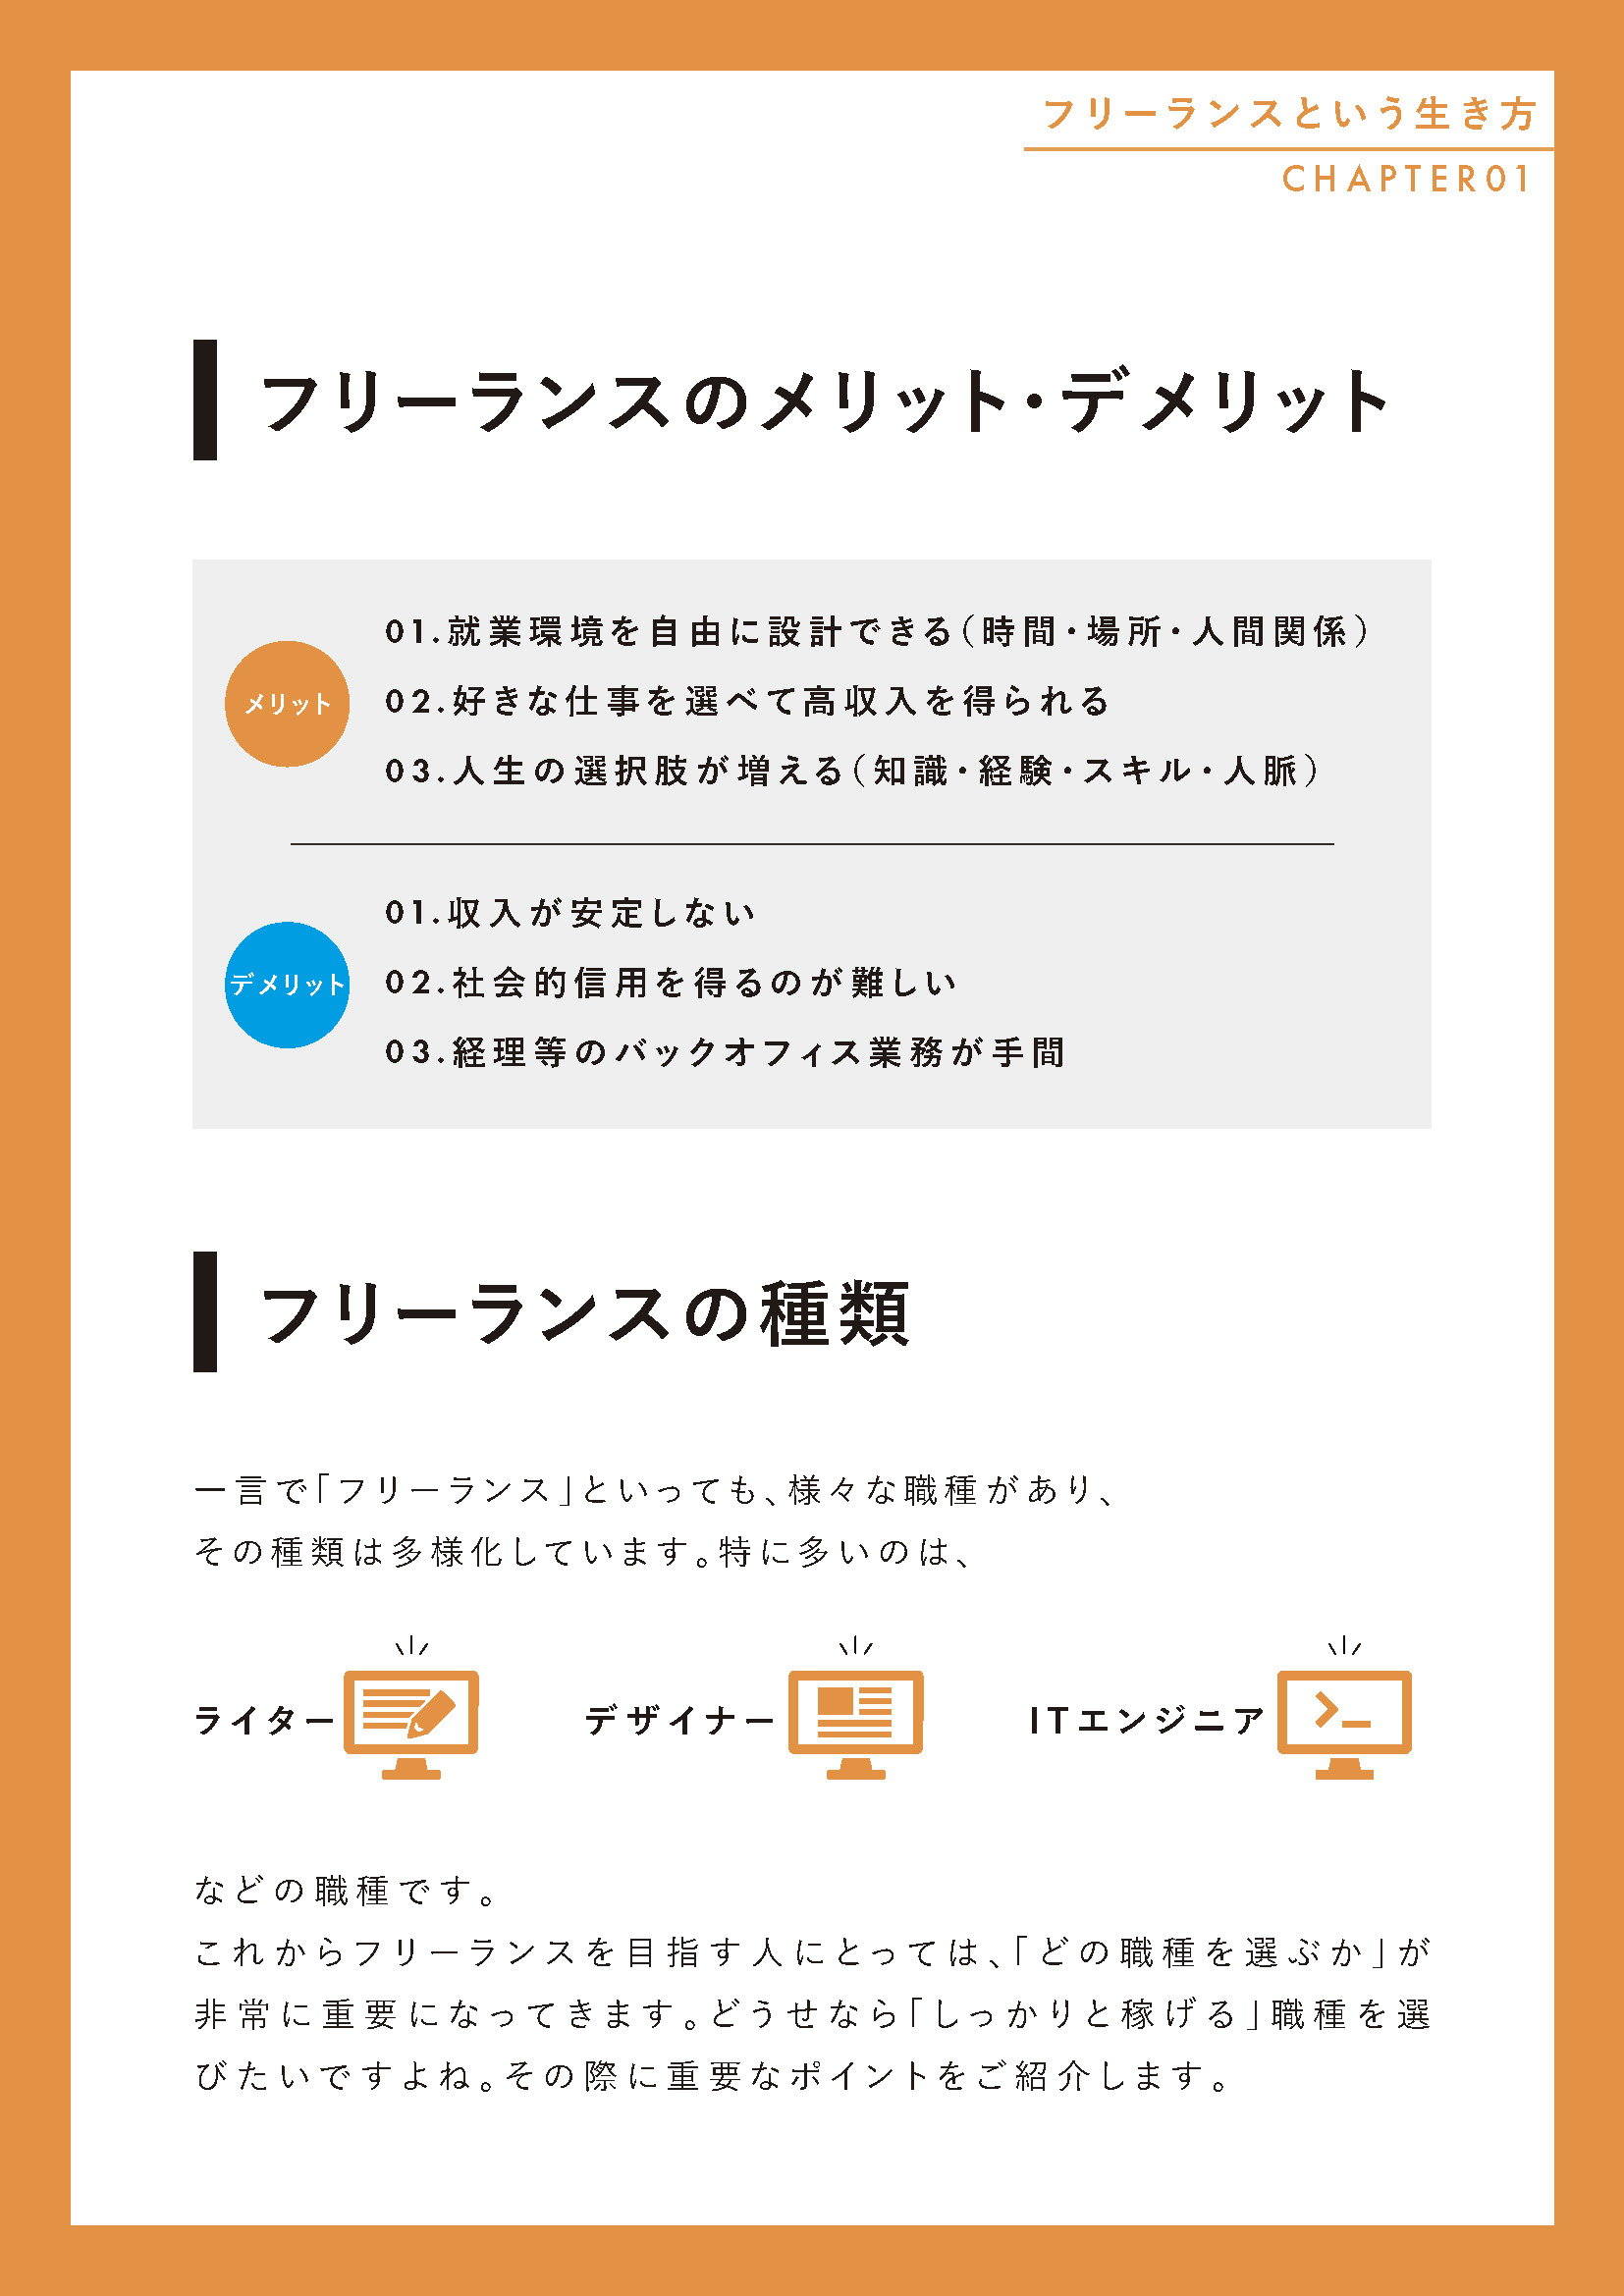 フリーランスという生き方
CHAPTER01
フリーランスのメリット・デメリット
メリット
01.就業環境を自由に設計できる（時間・場所・人間関係）
02.好きな仕事を選べて高収入を得られる
03.人生の選択肢が増える（知識・経験・スキル・人脈）
デメリット
01.収入が安定しない
02.社会的信用を得るのが難しい
03.経理等のバックオフィス業務が手間
フリーランスの種類
一言で「フリーランス」といっても、様々な職種があり、
その種類は多様化しています。特に多いのは、
ライター
デザイナー
ITエンジニア
などの職種です。
これからフリーランスを目指す人にとっては、「どの職種を選ぶか」が
非常に重要になってきます。どうせなら「しっかりと稼げる」職種を選
びたいですよね。その際に重要なポイントをご紹介します。